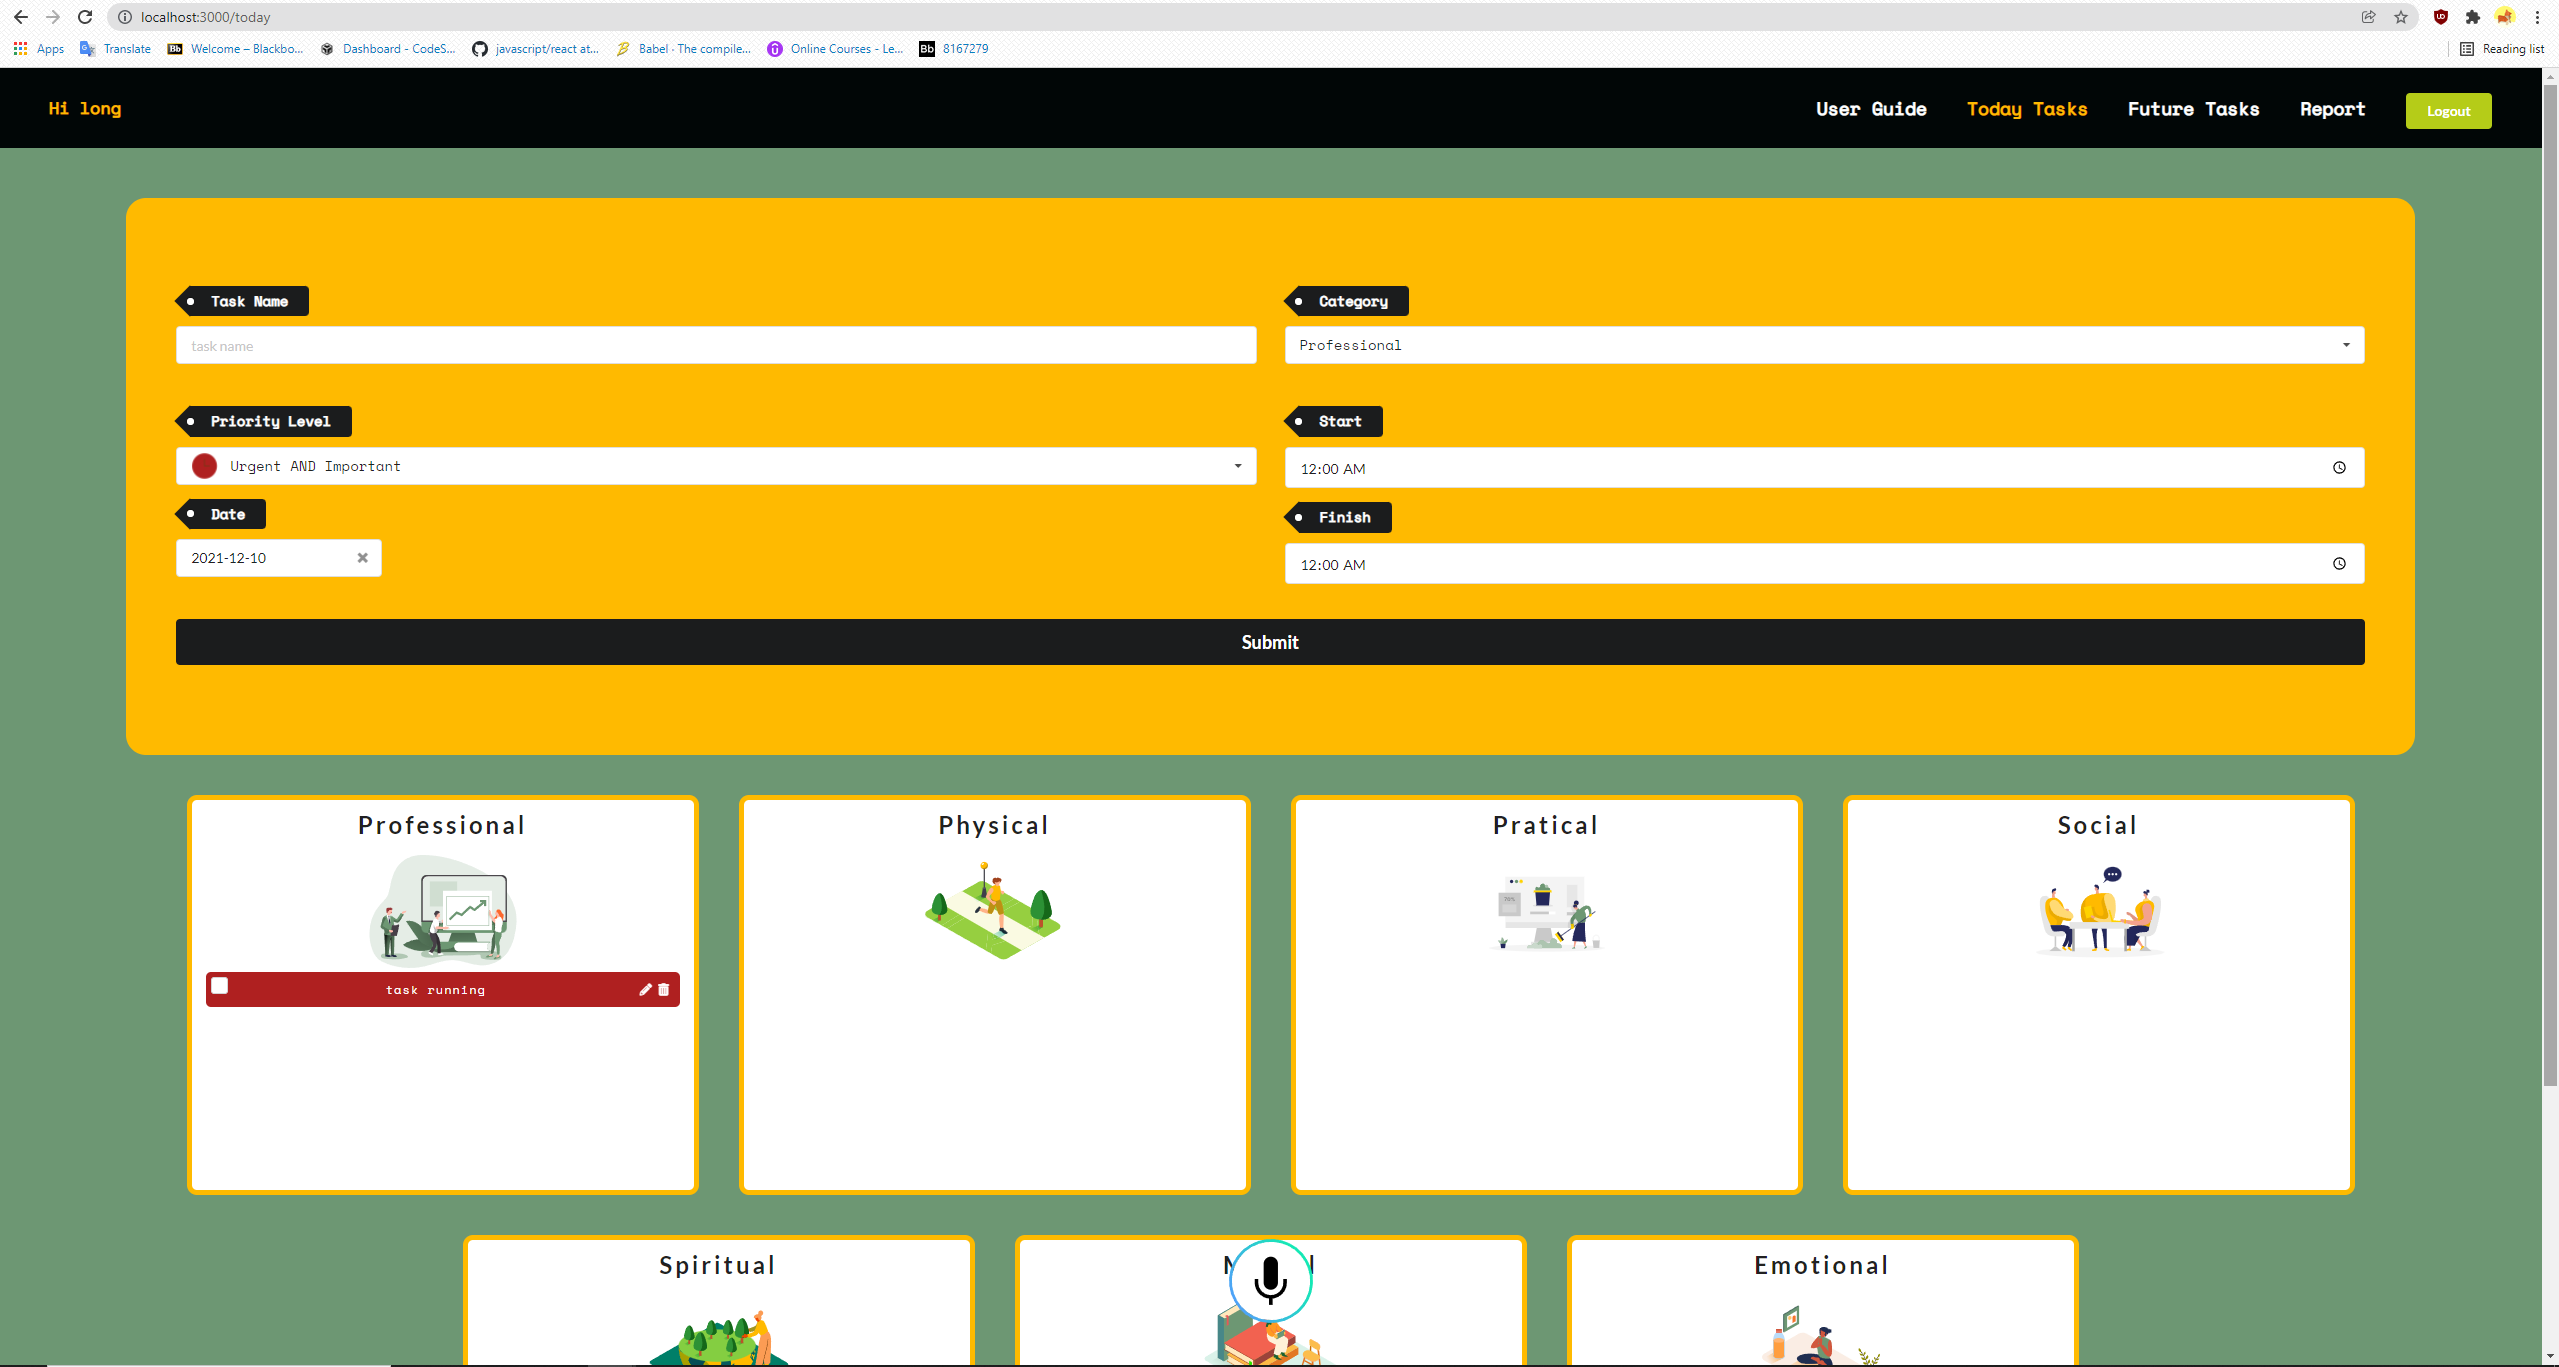 localhost:3000/today
Apps Translate Welcome – Blackbo... Dashboard - CodeS... javascript/react at... Babel · The compile... Online Courses - Le... Bb 8167279 Reading list
Hi long User Guide Today Tasks Future Tasks Report Logout
Task Name Category
task name Professional
Priority Level Start
Urgent AND Important 12:00 AM
Date Finish
2021-12-10 12:00 AM
Submit
Professional Physical Pratical Social
task running
Spiritual Emotional